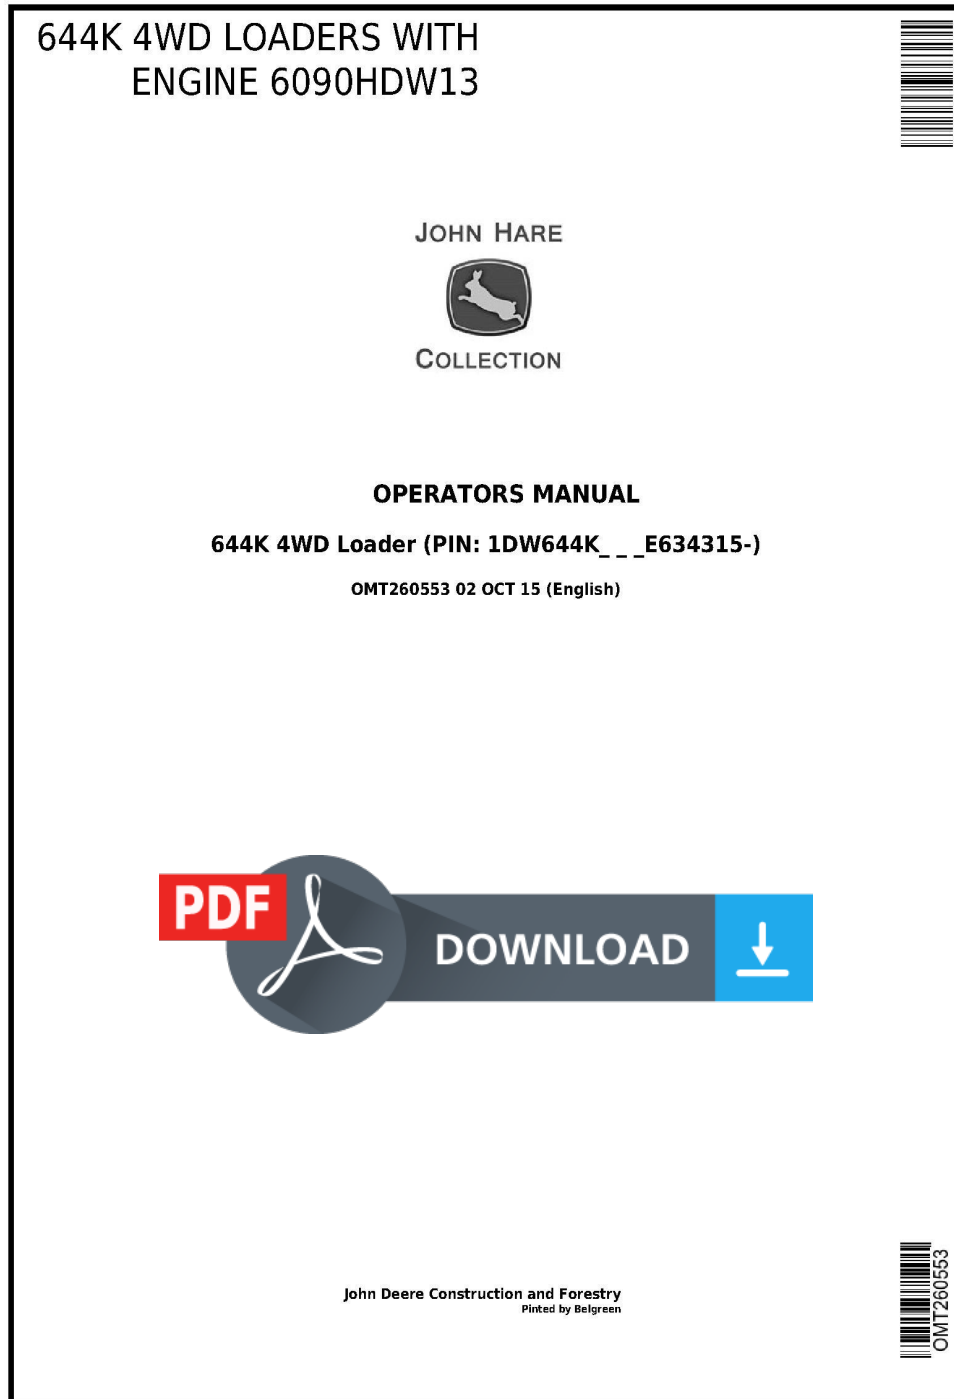 644K 4WD LOADERS WITH
ENGINE 6090HDW13
JOHN HARE
COLLECTION
OPERATORS MANUAL
644K 4WD Loader (PIN: 1DW644K_ _ _E634315-)
OMT260553 02 OCT 15 (English)
PDF
DOWNLOAD
John Deere Construction and Forestry
Pinted by Belgreen
OMT260553